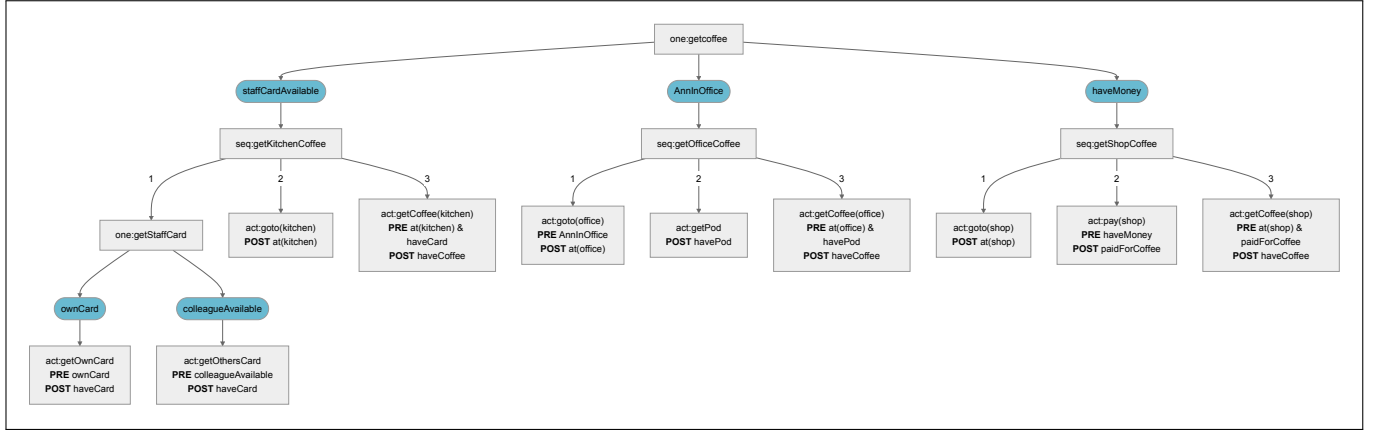 one:getcoffee
staffCardAvailable
AnnInOffice
haveMoney
seq:getKitchenCoffee
seq:getOfficeCoffee
seq:getShopCoffee
1
2
3
1
2
3
1
2
3
one:getStaffCard
act:goto(kitchen)
POST at(kitchen)
act:getCoffee(kitchen)
PRE at(kitchen) &
haveCard
POST haveCoffee
act:goto(office)
PRE AnnInOffice
POST at(office)
act:getPod
POST havePod
act:getCoffee(office)
PRE at(office) &
havePod
POST haveCoffee
act:goto(shop)
POST at(shop)
act:pay(shop)
PRE haveMoney
POST paidForCoffee
act:getCoffee(shop)
PRE at(shop) &
paidForCoffee
POST haveCoffee
ownCard
colleagueAvailable
act:getOwnCard
PRE ownCard
POST haveCard
act:getOthersCard
PRE colleagueAvailable
POST haveCard